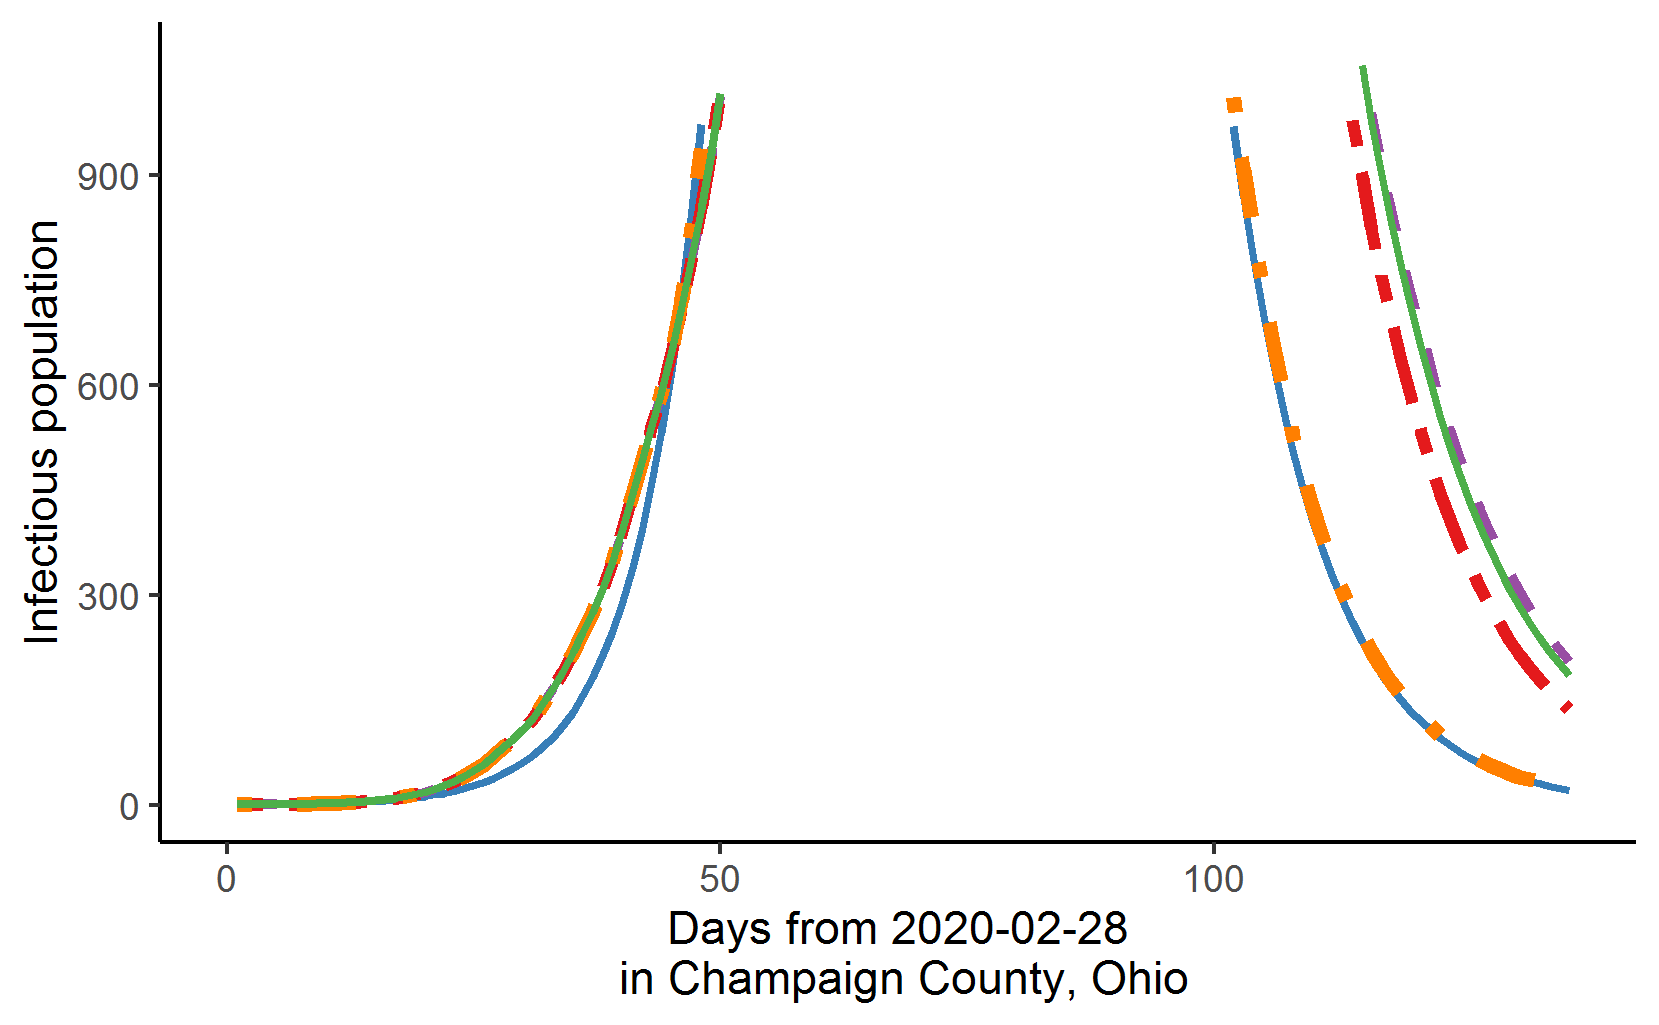 Infectious population
900
600
300
0
0
50
100
Days from 2020-02-28
in Champaign County, Ohio